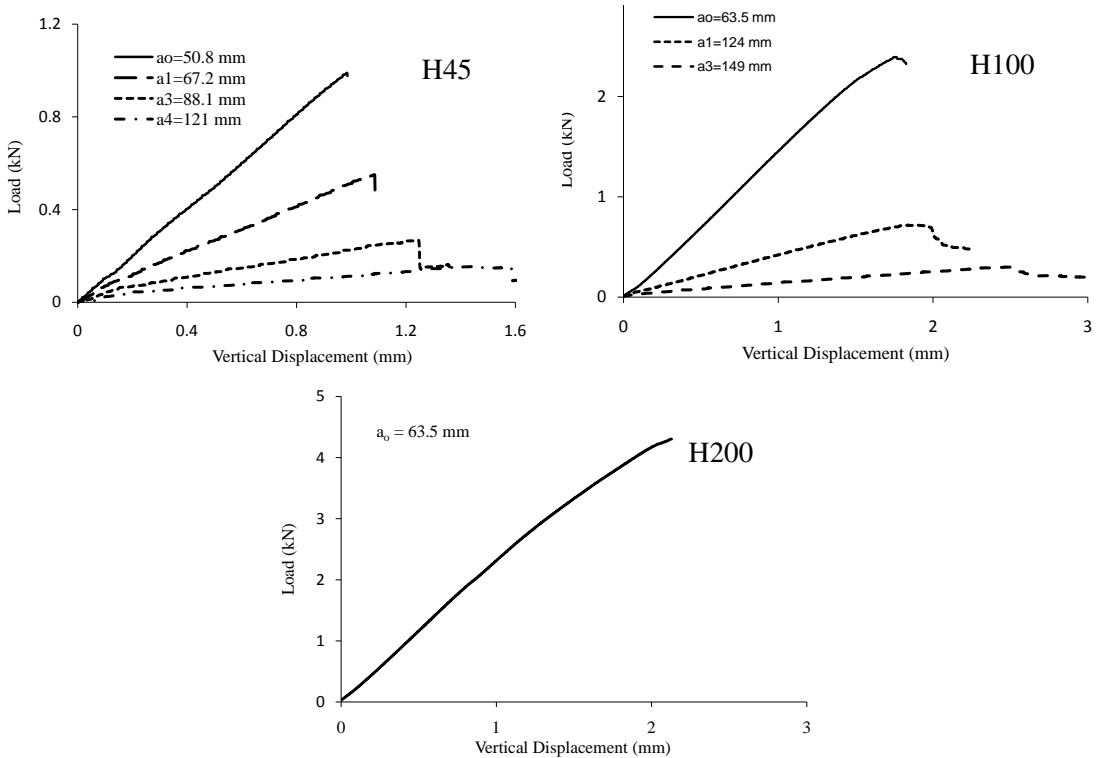 1.2
0.8
0.4
0
0
0.4
0.8
1.2
1.6
Load (kN)
Vertical Displacement (mm)
ao=50.8 mm
a1=67.2 mm
a3=88.1 mm
a4=121 mm
H45
2
1
0
0
1
2
3
Load (kN)
Vertical Displacement (mm)
ao=63.5 mm
a1=124 mm
a3=149 mm
H100
5
4
3
2
1
0
0
1
2
3
Load (kN)
Vertical Displacement (mm)
ao = 63.5 mm
H200